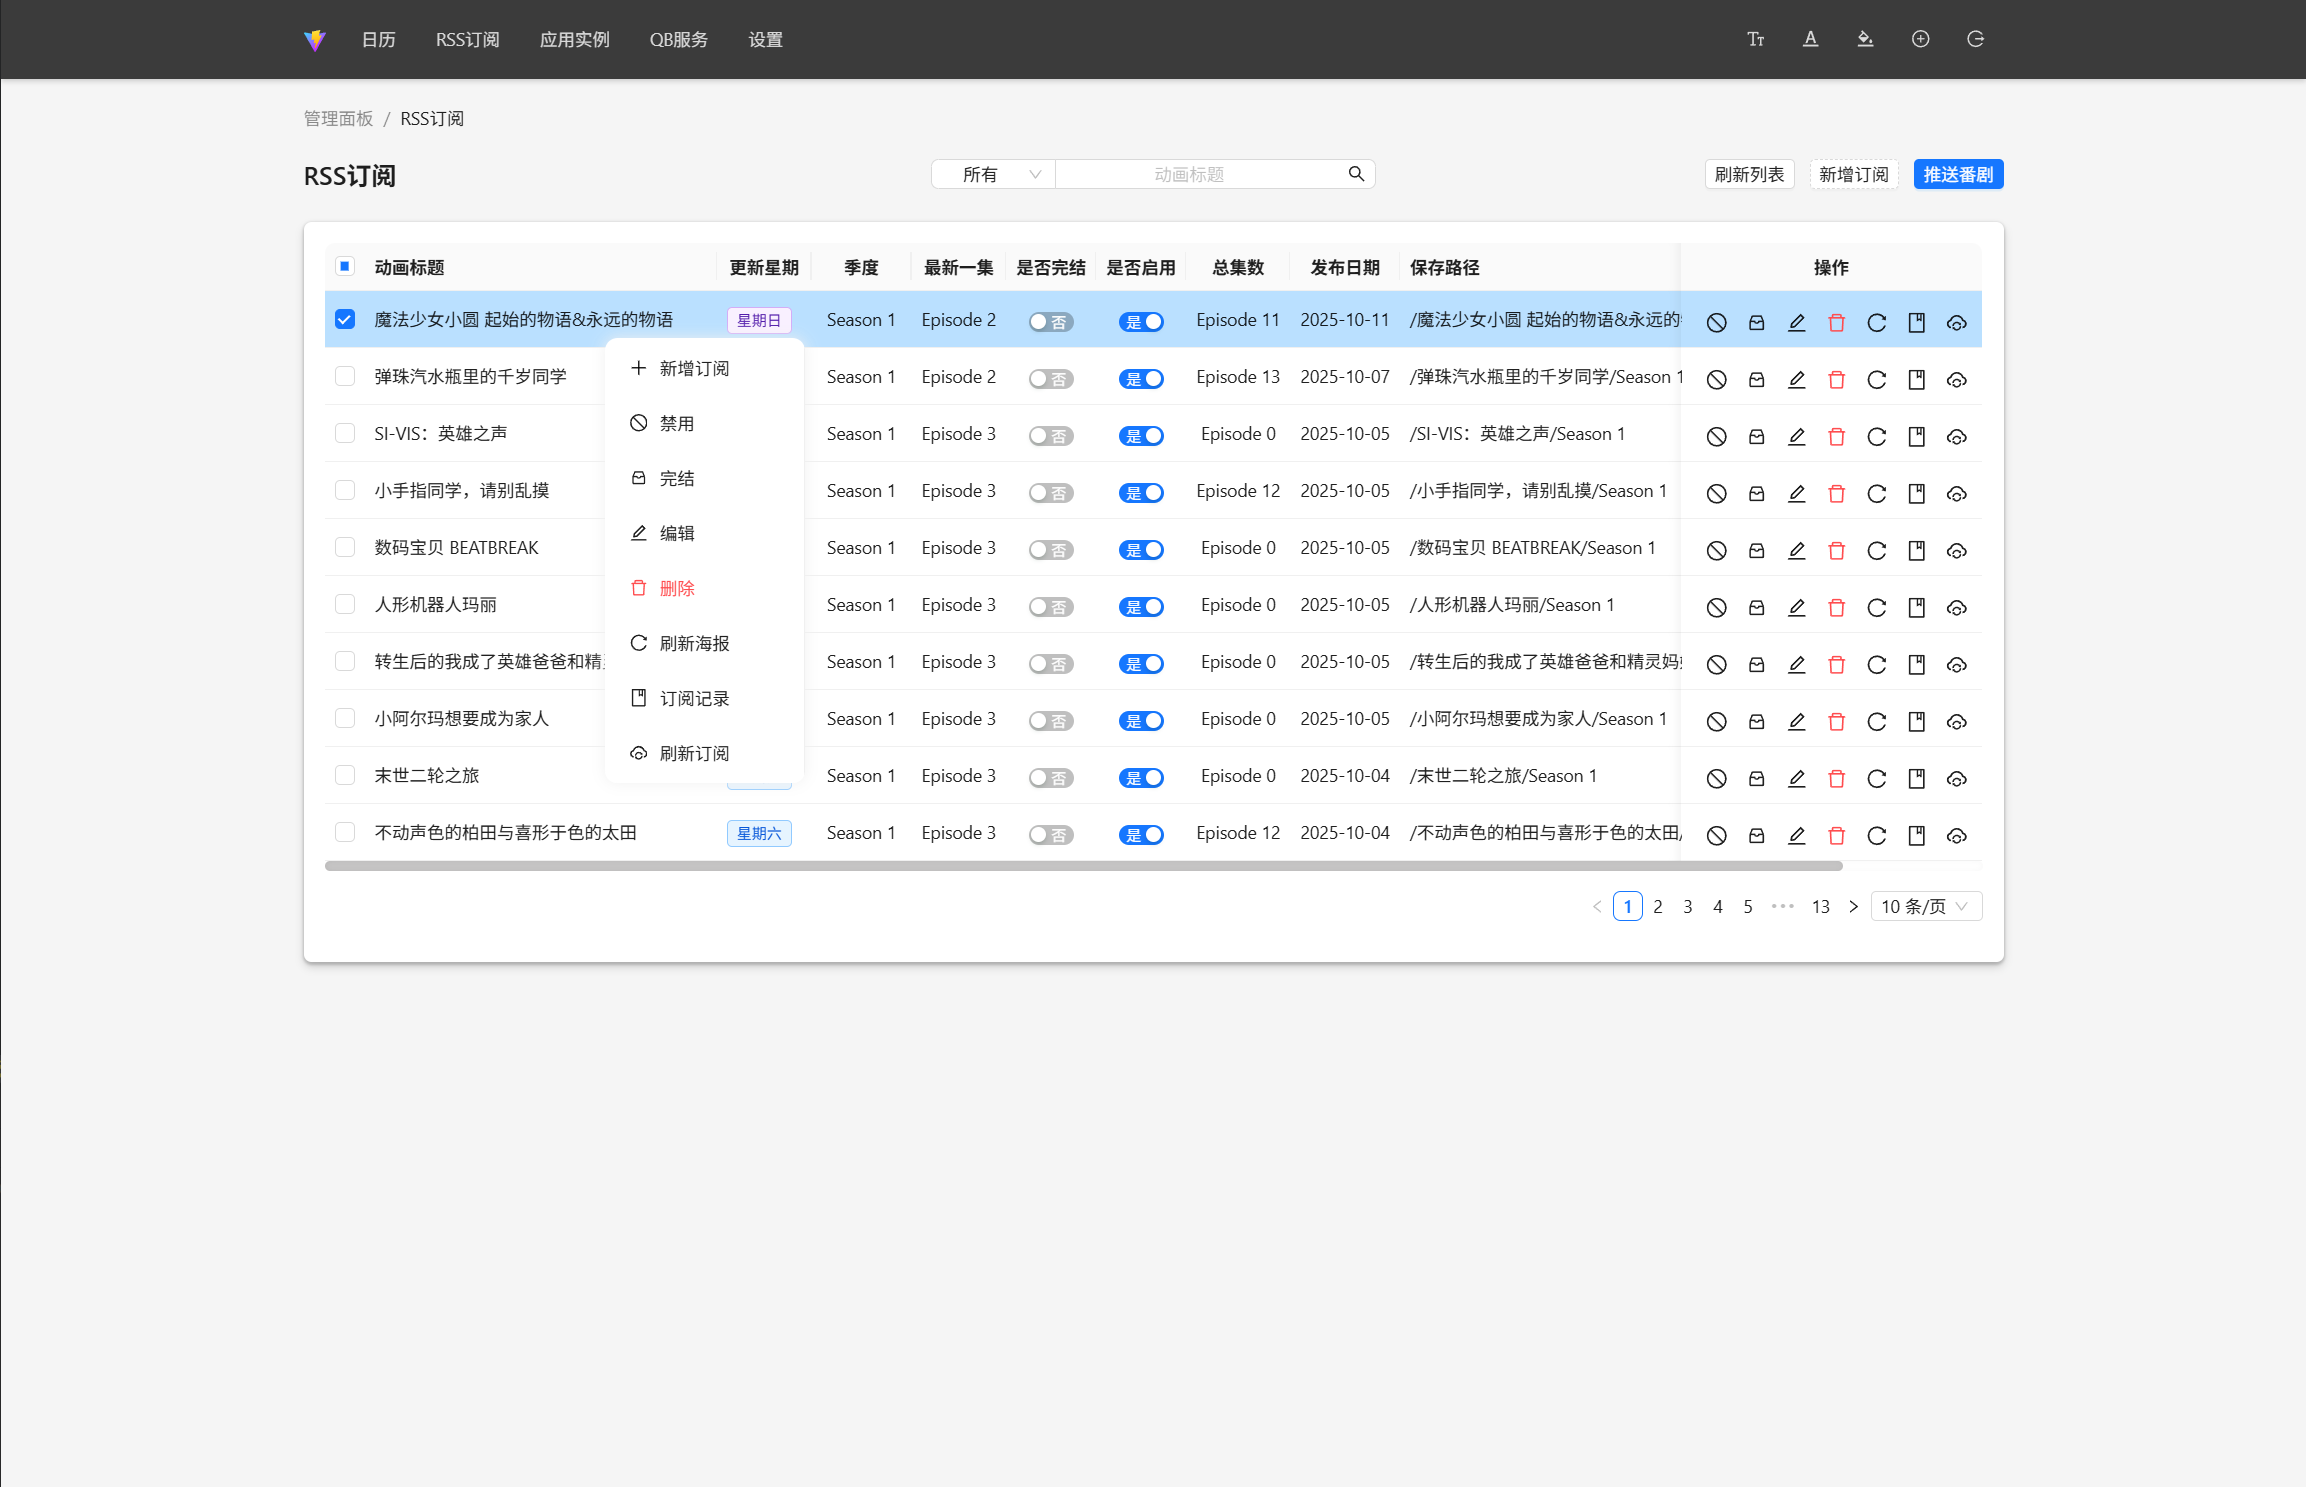 日历 RSS订阅 应用实例 QB服务 设置
管理面板 / RSS订阅
RSS订阅 所有 动画标题 刷新列表 新增订阅 推送番剧
动画标题 更新星期 季度 最新一集 是否完结 是否启用 总集数 发布日期 保存路径 操作
魔法少女小圆 起始的物语&永远的物语 星期日 Season 1 Episode 2 否 是 Episode 11 2025-10-11 /魔法少女小圆 起始的物语&永远的
弹珠汽水瓶里的千岁同学 Season 1 Episode 2 否 是 Episode 13 2025-10-07 /弹珠汽水瓶里的千岁同学/Season 1
SI-VIS：英雄之声 Season 1 Episode 3 否 是 Episode 0 2025-10-05 /SI-VIS：英雄之声/Season 1
小手指同学，请别乱摸 Season 1 Episode 3 否 是 Episode 12 2025-10-05 /小手指同学，请别乱摸/Season 1
数码宝贝 BEATBREAK Season 1 Episode 3 否 是 Episode 0 2025-10-05 /数码宝贝 BEATBREAK/Season 1
人形机器人玛丽 Season 1 Episode 3 否 是 Episode 0 2025-10-05 /人形机器人玛丽/Season 1
转生后的我成了英雄爸爸和精 Season 1 Episode 3 否 是 Episode 0 2025-10-05 /转生后的我成了英雄爸爸和精灵妈
小阿尔玛想要成为家人 Season 1 Episode 3 否 是 Episode 0 2025-10-05 /小阿尔玛想要成为家人/Season 1
末世二轮之旅 Season 1 Episode 3 否 是 Episode 0 2025-10-04 /末世二轮之旅/Season 1
不动声色的柏田与喜形于色的太田 星期六 Season 1 Episode 3 否 是 Episode 12 2025-10-04 /不动声色的柏田与喜形于色的太田/
新增订阅
禁用
完结
编辑
删除
刷新海报
订阅记录
刷新订阅
1 2 3 4 5 ••• 13 10 条/页